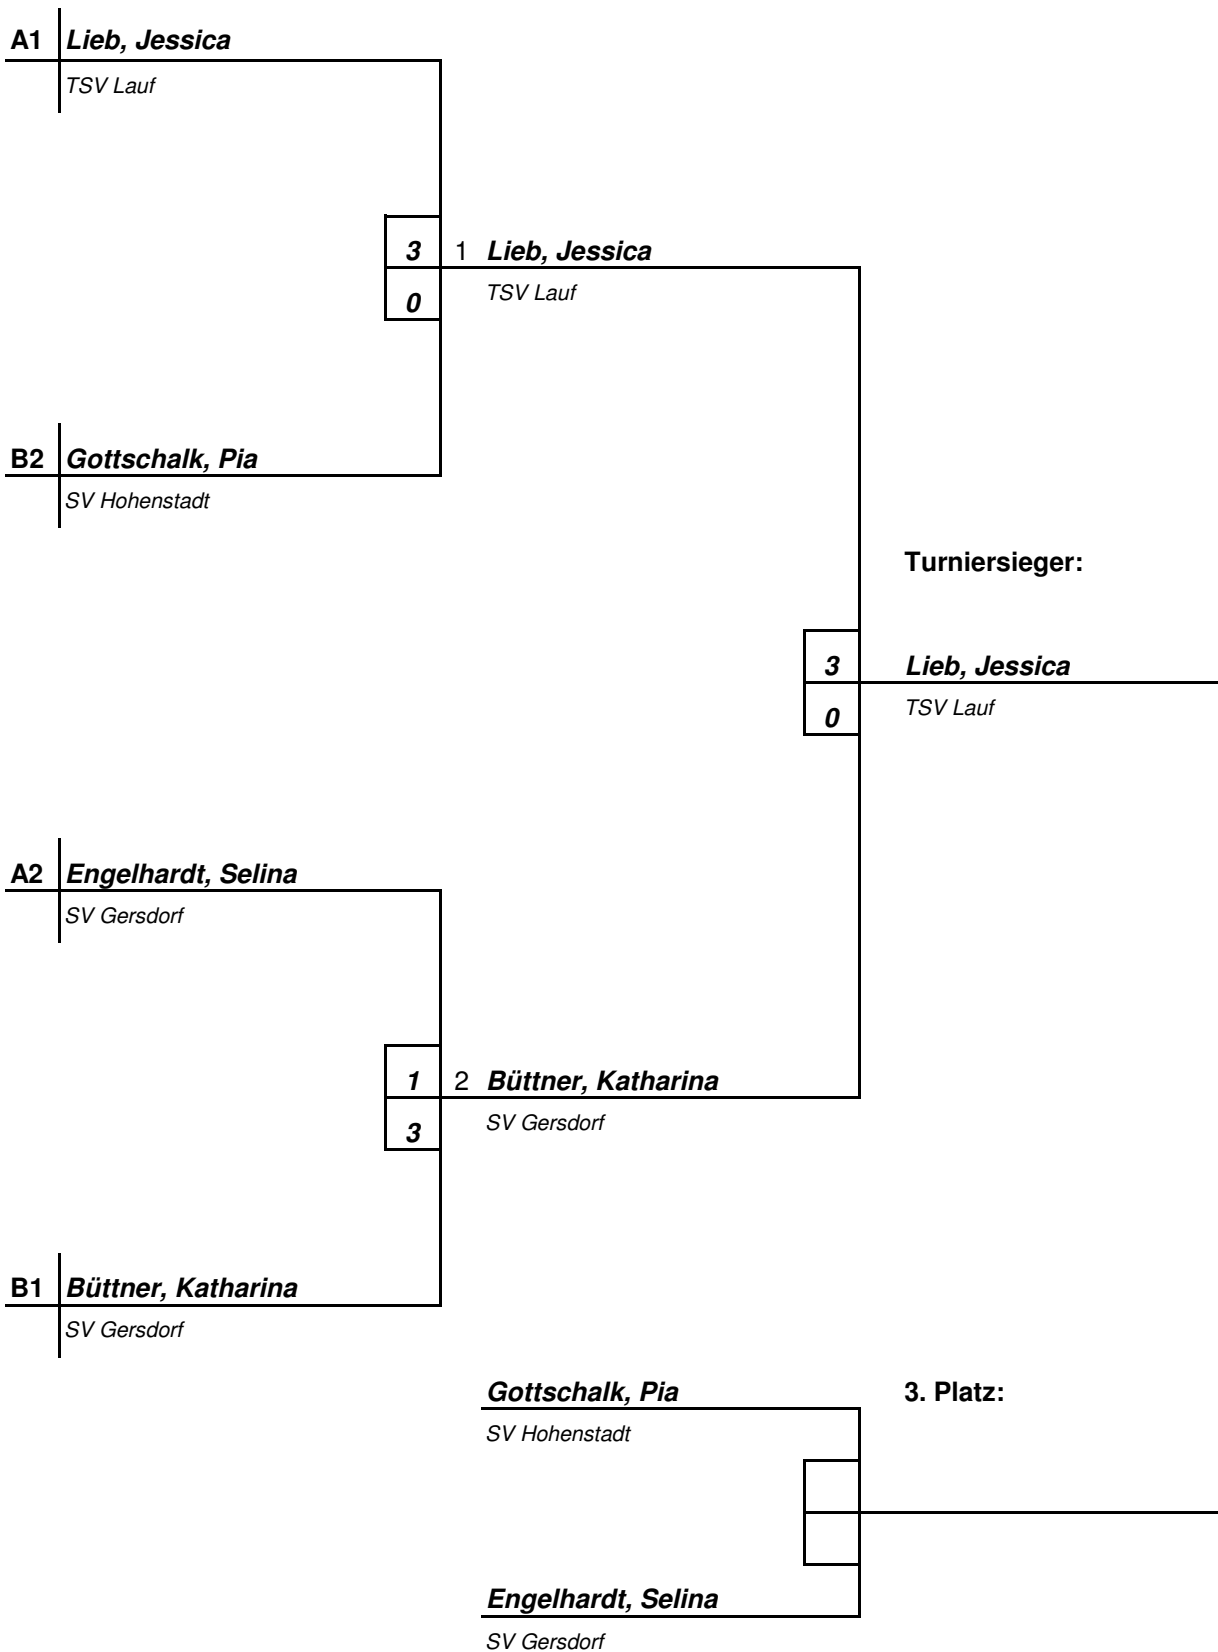 A1 Lieb, Jessica
TSV Lauf
3 1 Lieb, Jessica
0 TSV Lauf
B2 Gottschalk, Pia
SV Hohenstadt
Turniersieger:
3 Lieb, Jessica
0 TSV Lauf
A2 Engelhardt, Selina
SV Gersdorf
1 2 Büttner, Katharina
3 SV Gersdorf
B1 Büttner, Katharina
SV Gersdorf
Gottschalk, Pia 3. Platz:
SV Hohenstadt
Engelhardt, Selina
SV Gersdorf